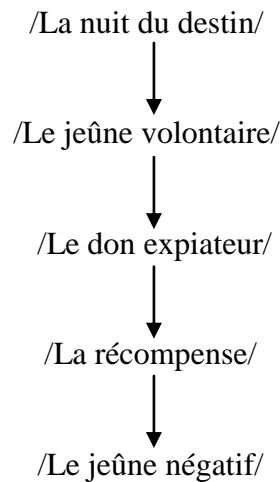 /La nuit du destin/
/Le jeûne volontaire/
/Le don expiateur/
/La récompense/
/Le jeûne négatif/